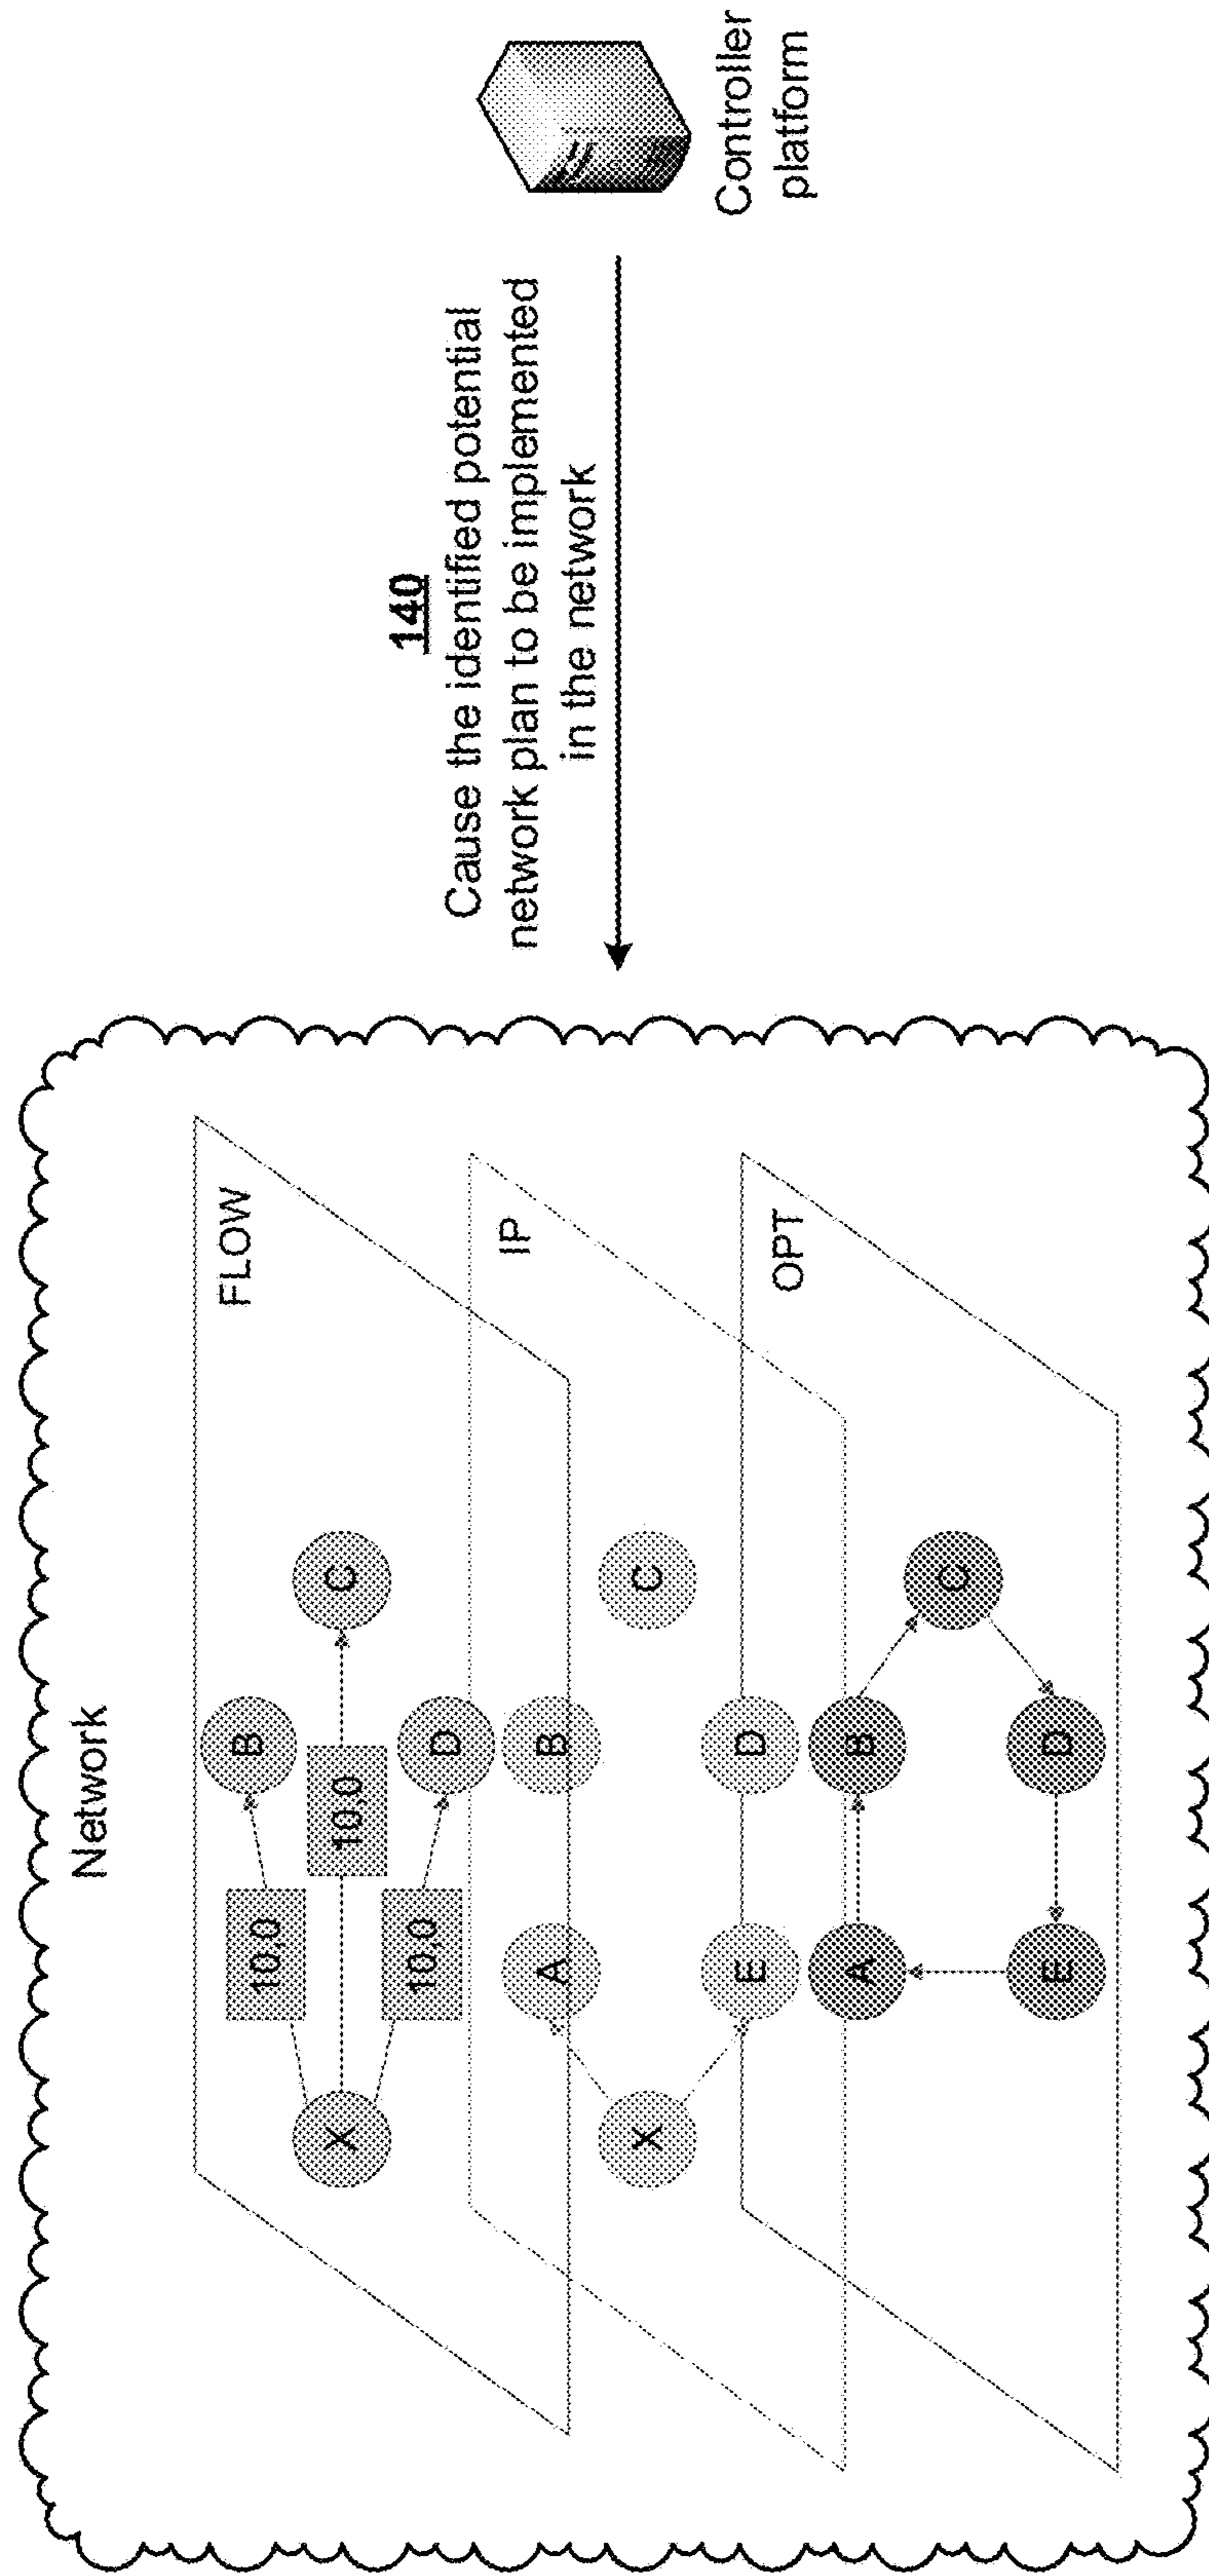 Network
FLOW
B
10,0
X
10,0
C
10,0
D
IP
A
B
X
C
E
D
OPT
A
B
C
E
D
140
Cause the identified potential
network plan to be implemented
in the network
Controller
platform